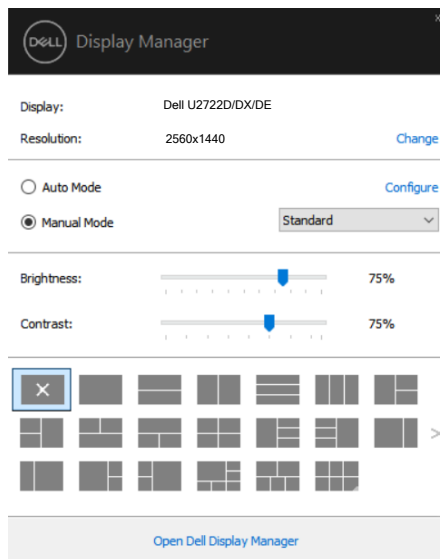 DELL Display Manager
Display: Dell U2722D/DX/DE
Resolution: 2560x1440 Change
Auto Mode Configure
Manual Mode Standard
Brightness: 75%
Contrast: 75%
Open Dell Display Manager